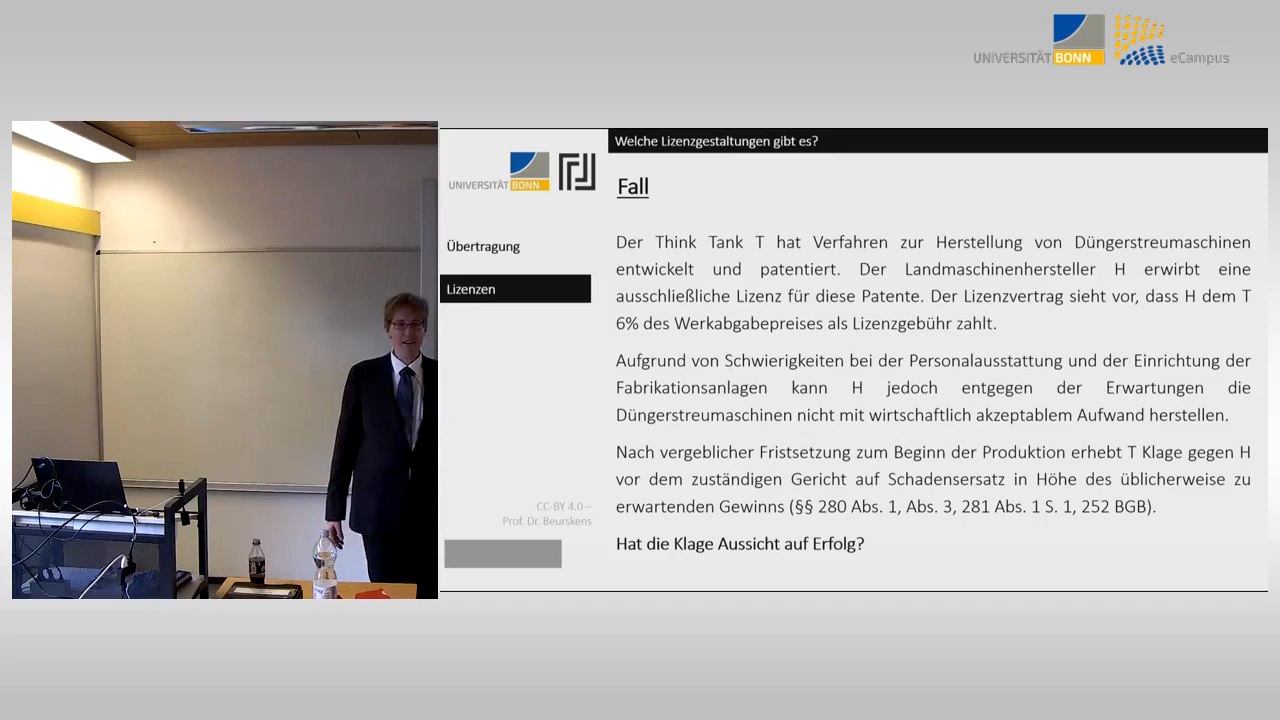 UNIVERSITÄT BONN eCampus
Welche Lizenzgestaltungen gibt es?
UNIVERSITÄT BONN
Übertragung
Lizenzen
CC-BY 4.0 –
Prof. Dr. Beurskens
Fall
Der Think Tank T hat Verfahren zur Herstellung von Düngerstreumaschinen
entwickelt und patentiert. Der Landmaschinenhersteller H erwirbt eine
ausschließliche Lizenz für diese Patente. Der Lizenzvertrag sieht vor, dass H dem T
6% des Werkabgabepreises als Lizenzgebühr zahlt.
Aufgrund von Schwierigkeiten bei der Personalausstattung und der Einrichtung der
Fabrikationsanlagen kann H jedoch entgegen der Erwartungen die
Düngerstreumaschinen nicht mit wirtschaftlich akzeptablem Aufwand herstellen.
Nach vergeblicher Fristsetzung zum Beginn der Produktion erhebt T Klage gegen H
vor dem zuständigen Gericht auf Schadensersatz in Höhe des üblicherweise zu
erwartenden Gewinns (§§ 280 Abs. 1, Abs. 3, 281 Abs. 1 S. 1, 252 BGB).
Hat die Klage Aussicht auf Erfolg?